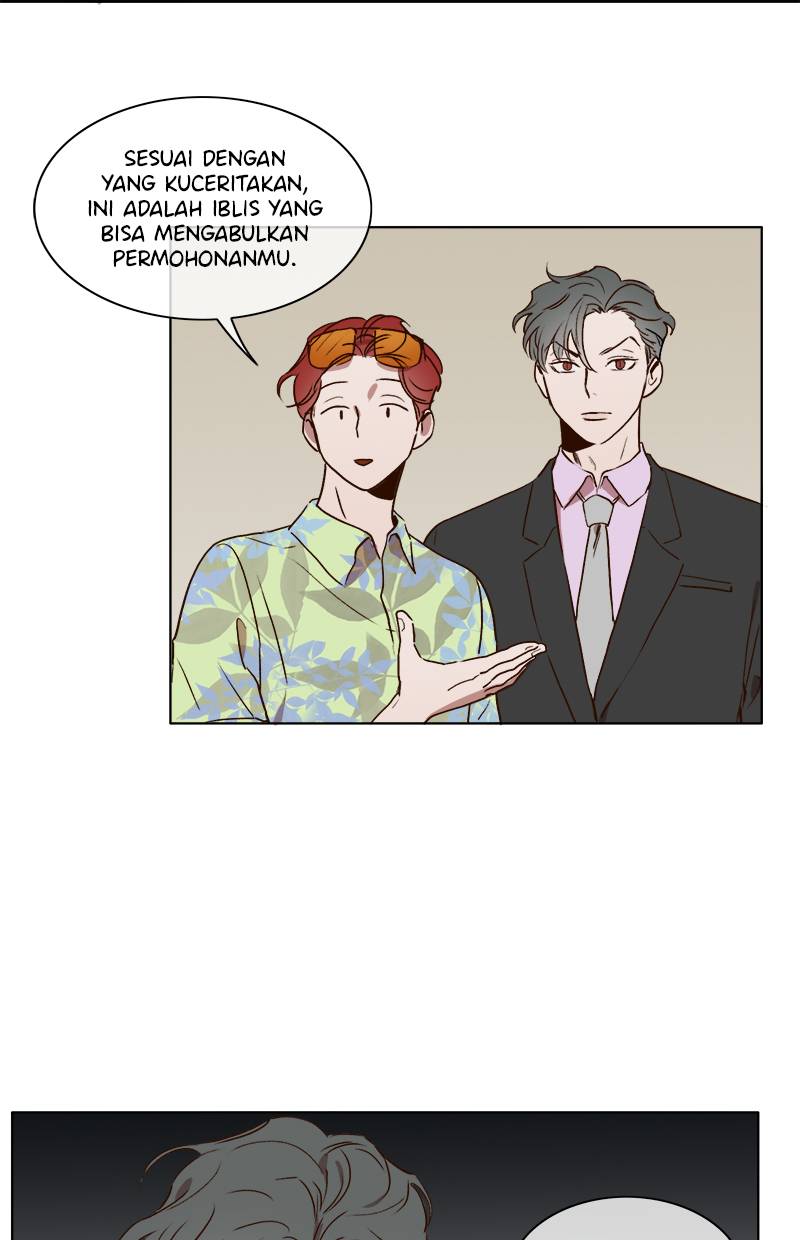 SESUAI DENGAN
YANG KUCERITAKAN,
INI ADALAH IBLIS YANG
BISA MENGABULKAN
PERMOHONANMU.